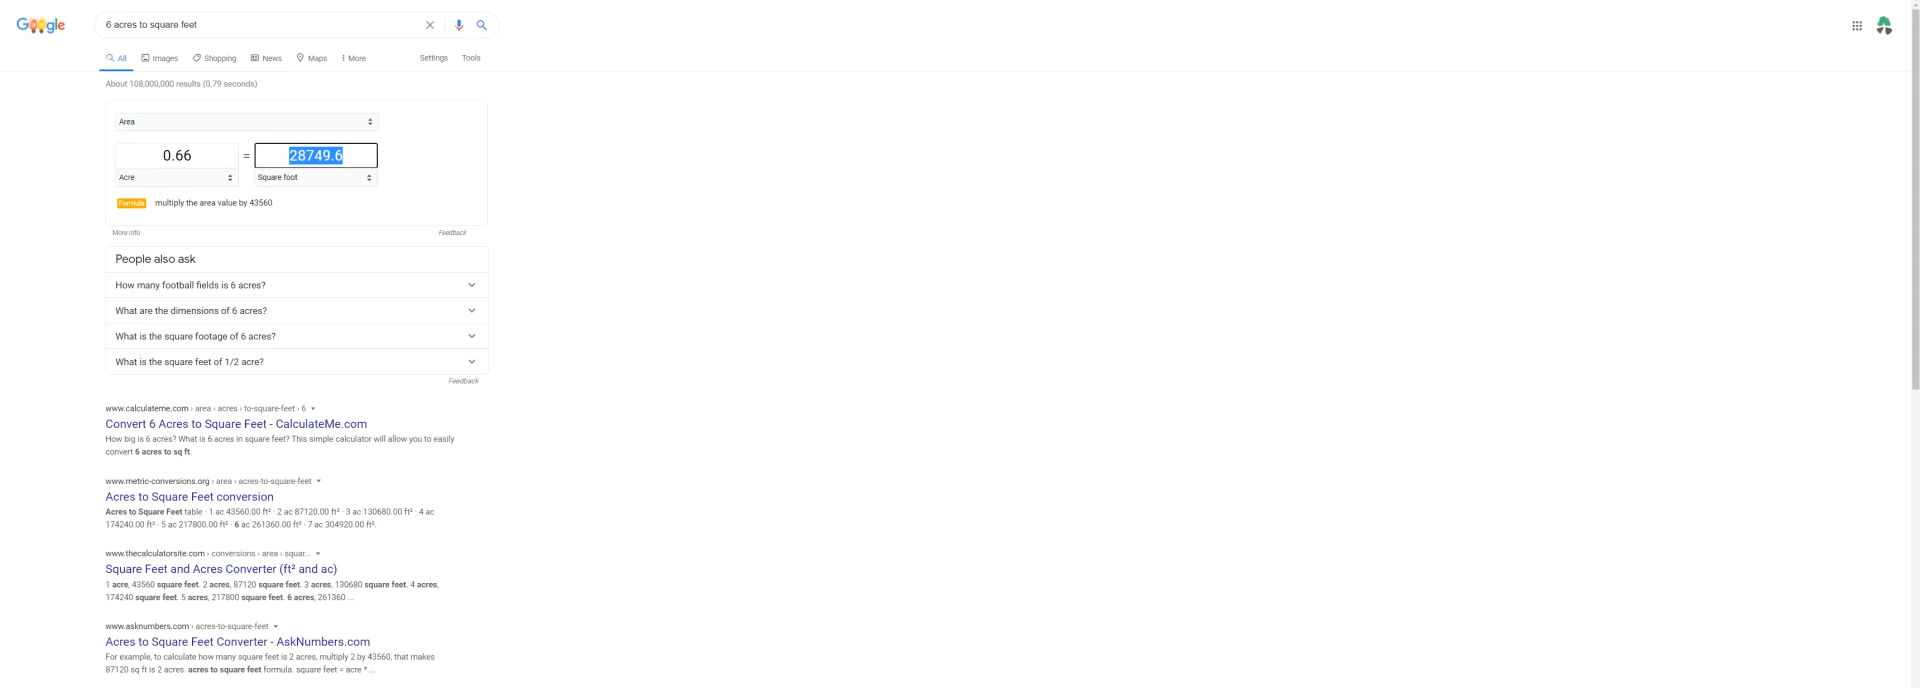 Google
6 acres to square feet
All Images Shopping News Maps More Settings Tools
About 108,000,000 results (0.79 seconds)
Area
0.66 = 28749.6
Acre Square foot
Formula multiply the area value by 43560
More info Feedback
People also ask
How many football fields is 6 acres?
What are the dimensions of 6 acres?
What is the square footage of 6 acres?
What is the square feet of 1/2 acre?
Feedback
www.calculateme.com › area › acres › to-square-feet › 6
Convert 6 Acres to Square Feet - CalculateMe.com
How big is 6 acres? What is 6 acres in square feet? This simple calculator will allow you to easily
convert 6 acres to sq ft.
www.metric-conversions.org › area › acres-to-square-feet
Acres to Square Feet conversion
Acres to Square Feet table · 1 ac 43560.00 ft² · 2 ac 87120.00 ft² · 3 ac 130680.00 ft² · 4 ac
174240.00 ft² · 5 ac 217800.00 ft² · 6 ac 261360.00 ft² · 7 ac 304920.00 ft².
www.thecalculatorsite.com › conversions › area › squar...
Square Feet and Acres Converter (ft² and ac)
1 acre, 43560 square feet. 2 acres, 87120 square feet. 3 acres, 130680 square feet. 4 acres,
174240 square feet. 5 acres, 217800 square feet. 6 acres, 261360 ...
www.asknumbers.com › acres-to-square-feet
Acres to Square Feet Converter - AskNumbers.com
For example, to calculate how many square feet is 2 acres, multiply 2 by 43560, that makes
87120 sq ft is 2 acres. acres to square feet formula. square feet = acre * ...